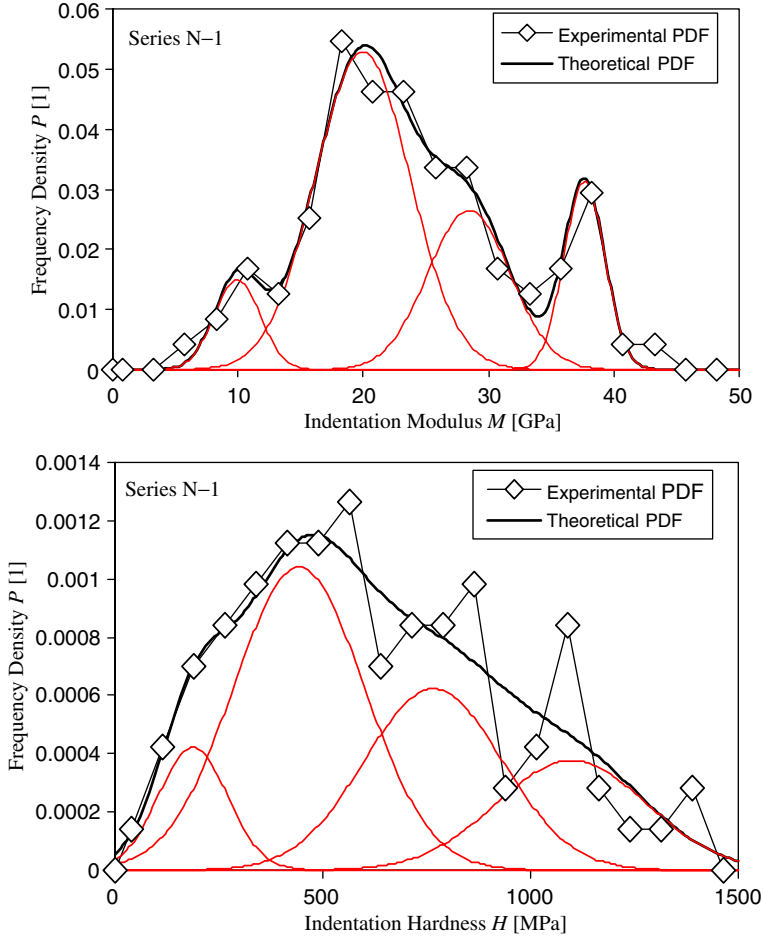 Series N−1
Experimental PDF
Theoretical PDF
Frequency Density P [1]
0.06
0.05
0.04
0.03
0.02
0.01
0
0 10 20 30 40 50
Indentation Modulus M [GPa]
Series N−1
Experimental PDF
Theoretical PDF
Frequency Density P [1]
0.0014
0.0012
0.001
0.0008
0.0006
0.0004
0.0002
0
0 500 1000 1500
Indentation Hardness H [MPa]